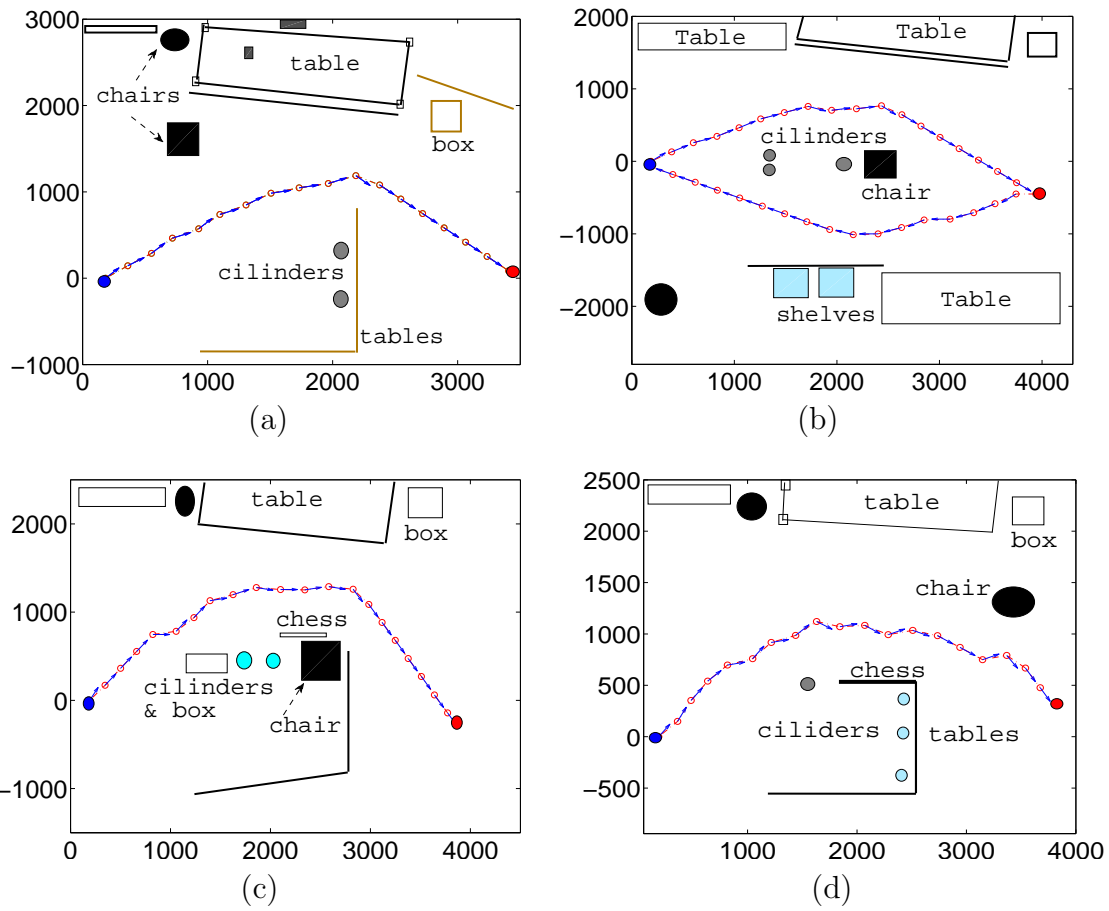 3000
table
chairs
2000
box
1000
cilinders
0
tables
-1000
0 1000 2000 3000
(a)
2000
Table Table
1000
cilinders
0
chair
-1000
Table
-2000
shelves
0 1000 2000 3000 4000
(b)
table
2000
box
1000
chess
cilinders
& box
0
chair
-1000
0 1000 2000 3000 4000
(c)
2500
table
2000
box
1500
chair
1000
chess
500
ciliders tables
0
-500
1000 2000 3000 4000
(d)